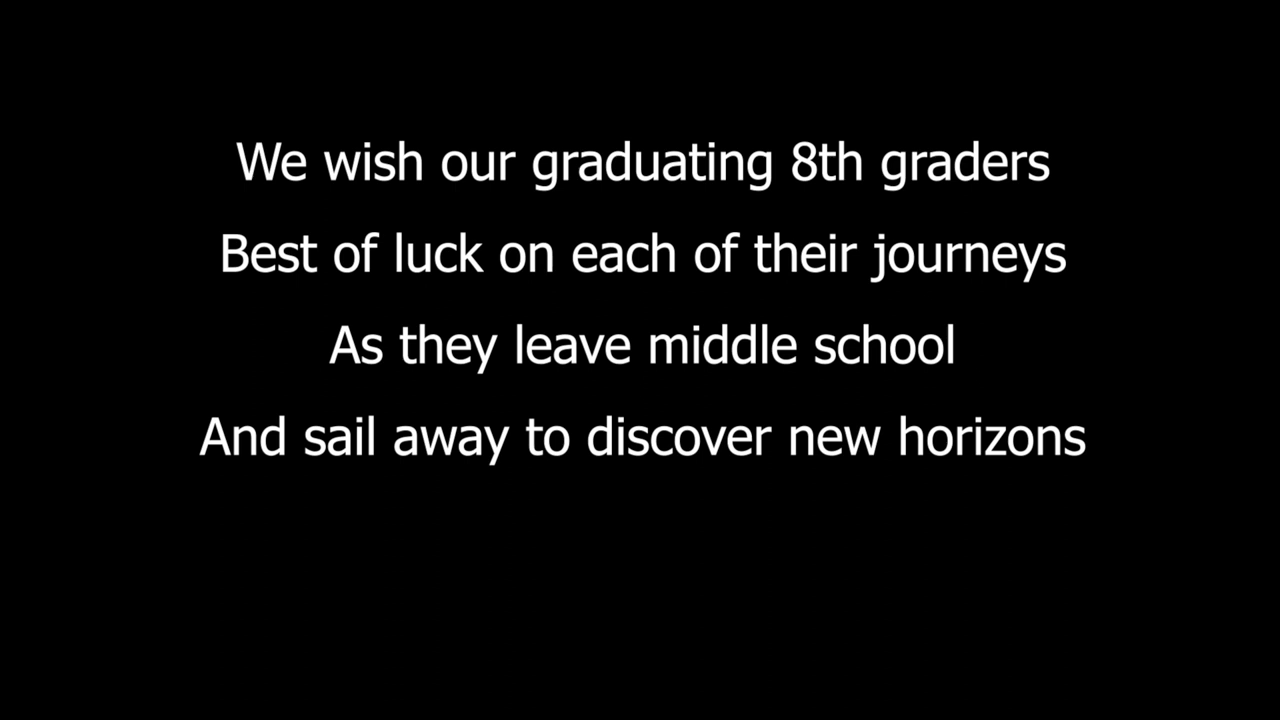 We wish our graduating 8th graders
Best of luck on each of their journeys
As they leave middle school
And sail away to discover new horizons